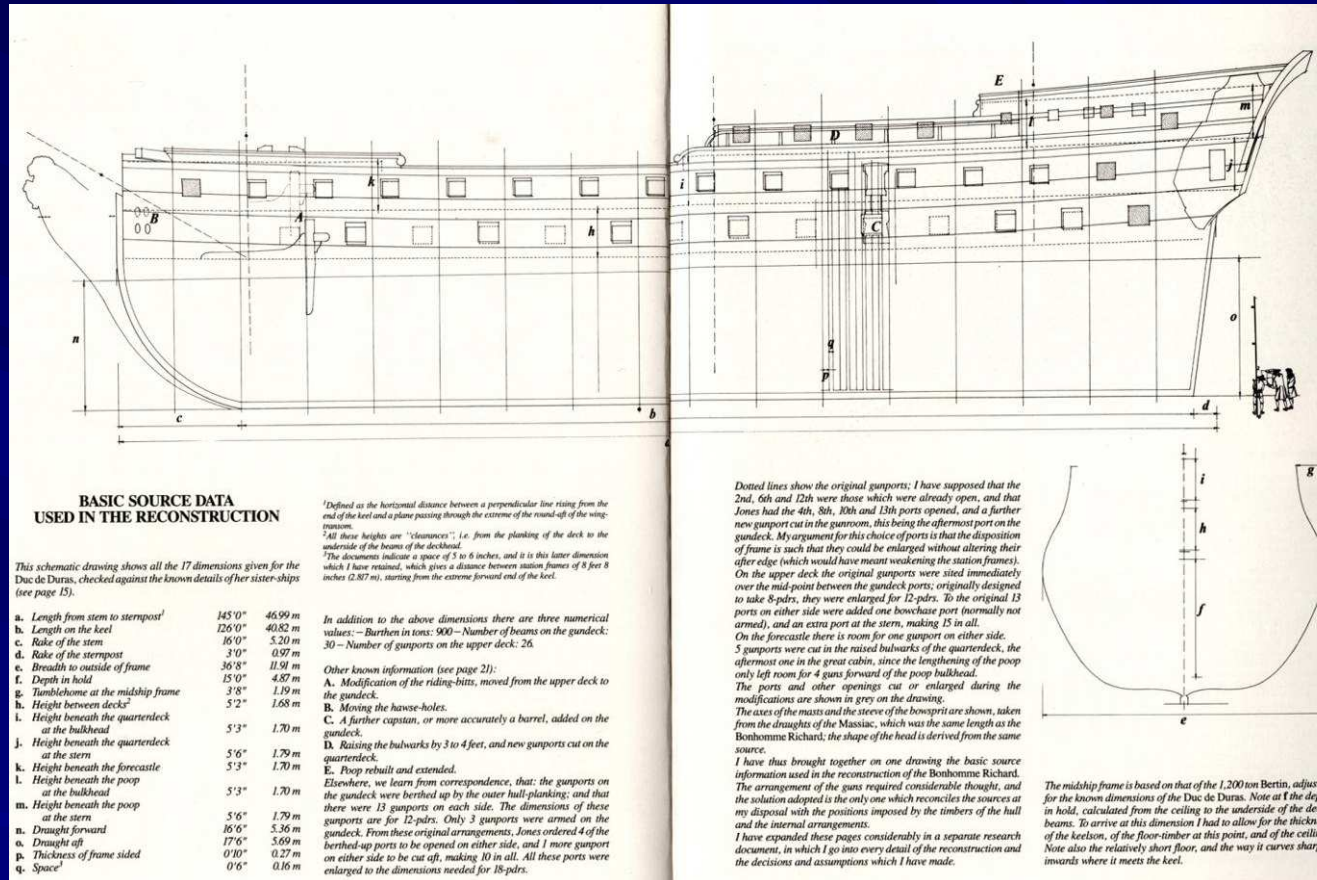 E
D
m
l
k
i
j
B
A
C
h
n
o
q
p
c
b
d
BASIC SOURCE DATA
USED IN THE RECONSTRUCTION
This schematic drawing shows all the 17 dimensions given for the
Duc de Duras, checked against the known details of her sister-ships
(see page 15).
a. Length from stem to sternpost¹ 145'0" 46.99 m
b. Length on the keel 126'0" 40.82 m
c. Rake of the stem 16'0" 5.20 m
d. Rake of the sternpost 3'0" 0.97 m
e. Breadth to outside of frame 36'8" 11.91 m
f. Depth in hold 15'0" 4.87 m
g. Tumblehome at the midship frame 3'8" 1.19 m
h. Height between decks² 5'2" 1.68 m
i. Height beneath the quarterdeck
at the bulkhead 5'3" 1.70 m
j. Height beneath the quarterdeck
at the stern 5'6" 1.79 m
k. Height beneath the forecastle 5'3" 1.70 m
l. Height beneath the poop
at the bulkhead 5'3" 1.70 m
m. Height beneath the poop
at the stern 5'6" 1.79 m
n. Draught forward 16'6" 5.36 m
o. Draught aft 17'6" 5.69 m
p. Thickness of frame sided 0'10" 0.27 m
q. Space³ 0'6" 0.16 m
¹Defined as the horizontal distance between a perpendicular line rising from the
end of the keel and a plane passing through the extreme of the round-aft of the wing-
transom.
²All these heights are "clearances", i.e. from the planking of the deck to the
underside of the beams of the deckhead.
³The documents indicate a space of 5 to 6 inches, and it is this latter dimension
which I have retained, which gives a distance between station frames of 8 feet 8
inches (2.817 m), starting from the extreme forward end of the keel.
In addition to the above dimensions there are three numerical
values: – Burthen in tons: 900 – Number of beams on the gundeck:
30 – Number of gunports on the upper deck: 26.
Other known information (see page 21):
A. Modification of the riding-bitts, moved from the upper deck to
the gundeck.
B. Moving the hawse-holes.
C. A further capstan, or more accurately a barrel, added on the
gundeck.
D. Raising the bulwarks by 3 to 4 feet, and new gunports cut on the
quarterdeck.
E. Poop rebuilt and extended.
Elsewhere, we learn from correspondence, that: the gunports on
the gundeck were berthed up by the outer hull-planking; and that
there were 13 gunports on each side. The dimensions of these
gunports are for 12-pdrs. Only 3 gunports were armed on the
gundeck. From these original arrangements, Jones ordered 4 of the
berthed-up ports to be opened on either side, and 1 more gunport
on either side to be cut aft, making 10 in all. All these ports were
enlarged to the dimensions needed for 18-pdrs.
Dotted lines show the original gunports; I have supposed that the
2nd, 6th and 12th were those which were already open, and that
Jones had the 4th, 8th, 10th and 13th ports opened, and a further
new gunport cut in the gunroom, this being the aftermost port on the
gundeck. My argument for this choice of ports is that the disposition
of frame is such that they could be enlarged without altering their
after edge (which would have meant weakening the station frames).
On the upper deck the original gunports were sited immediately
over the mid-point between the gundeck ports; originally designed
to take 8-pdrs, they were enlarged for 12-pdrs. To the original 13
ports on either side were added one bowchase port (normally not
armed), and an extra port at the stern, making 15 in all.
On the forecastle there is room for one gunport on either side.
5 gunports were cut in the raised bulwarks of the quarterdeck, the
aftermost one in the great cabin, since the lengthening of the poop
only left room for 4 guns forward of the poop bulkhead.
The ports and other openings cut or enlarged during the
modifications are shown in grey on the drawing.
The axes of the masts and the steeve of the bowsprit are shown, taken
from the draughts of the Massiac, which was the same length as the
Bonhomme Richard; the shape of the head is derived from the same
source.
I have thus brought together on one drawing the basic source
information used in the reconstruction of the Bonhomme Richard.
The arrangement of the guns required considerable thought, and
the solution adopted is the only one which reconciles the sources at
my disposal with the positions imposed by the timbers of the hull
and the internal arrangements.
I have expanded these pages considerably in a separate research
document, in which I go into every detail of the reconstruction and
the decisions and assumptions which I have made.
g
i
h
f
e
The midship frame is based on that of the 1,200 ton Bertin, adjus
for the known dimensions of the Duc de Duras. Note at f the de
in hold, calculated from the ceiling to the underside of the de
beams. To arrive at this dimension I had to allow for the thickn
of the keelson, of the floor-timber at this point, and of the ceilin
Note also the relatively short floor, and the way it curves shar
inwards where it meets the keel.